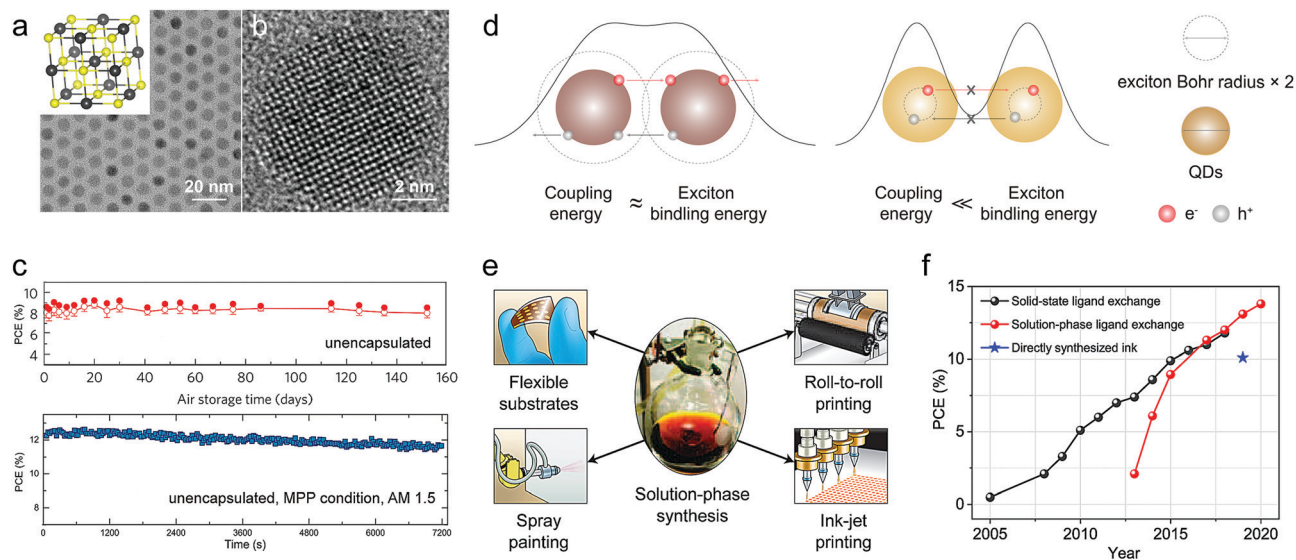 a
20 nm
b
2 nm
d
Coupling
energy
≈
Exciton
bindling energy
Coupling
energy
≪
Exciton
bindling energy
exciton Bohr radius × 2
QDs
e⁻
h⁺
c
PCE (%)
10
8
6
4
unencapsulated
0 20 40 60 80 100 120 140 160
Air storage time (days)
PCE (%)
12
10
8
unencapsulated, MPP condition, AM 1.5
0 1200 2400 3600 4800 6000 7200
Time (s)
e
Flexible
substrates
Roll-to-roll
printing
Spray
painting
Solution-phase
synthesis
Ink-jet
printing
f
Solid-state ligand exchange
Solution-phase ligand exchange
Directly synthesized ink
PCE (%)
15
10
5
0
2005 2010 2015 2020
Year